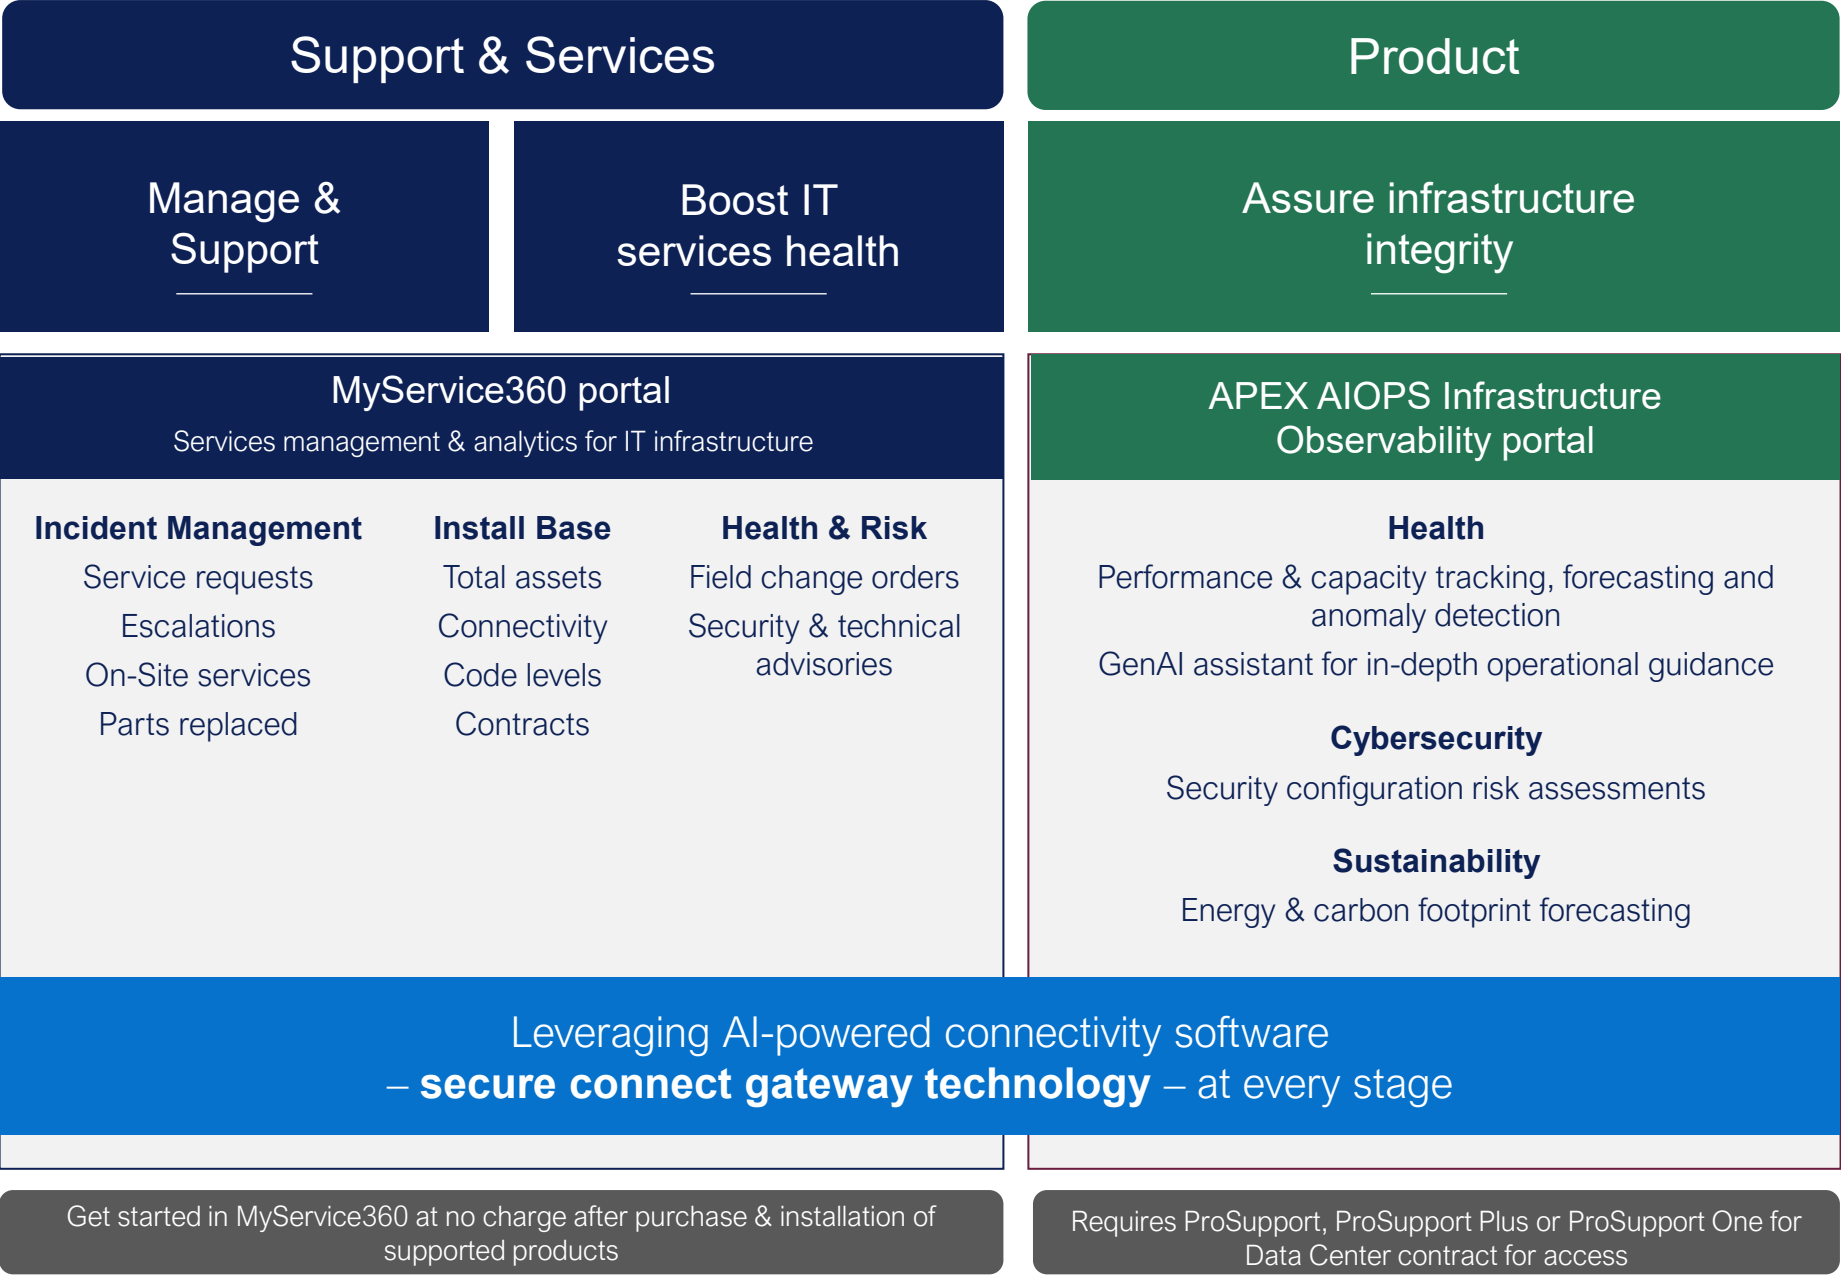 Support & Services
Product
Manage &
Support
Boost IT
services health
Assure infrastructure
integrity
MyService360 portal
Services management & analytics for IT infrastructure
APEX AIOPS Infrastructure
Observability portal
Incident Management
Service requests
Escalations
On-Site services
Parts replaced
Install Base
Total assets
Connectivity
Code levels
Contracts
Health & Risk
Field change orders
Security & technical
advisories
Health
Performance & capacity tracking, forecasting and
anomaly detection
GenAI assistant for in-depth operational guidance
Cybersecurity
Security configuration risk assessments
Sustainability
Energy & carbon footprint forecasting
Leveraging AI-powered connectivity software
– secure connect gateway technology – at every stage
Get started in MyService360 at no charge after purchase & installation of
supported products
Requires ProSupport, ProSupport Plus or ProSupport One for
Data Center contract for access